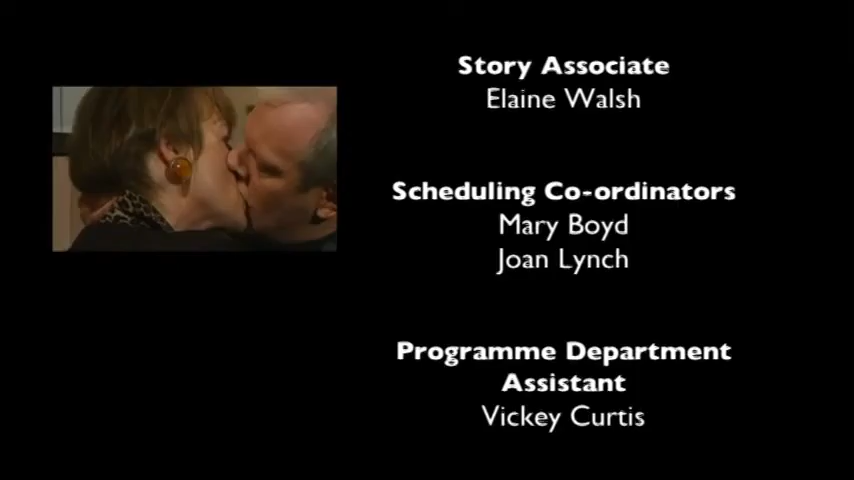 Story Associate
Elaine Walsh
Scheduling Co-ordinators
Mary Boyd
Joan Lynch
Programme Department
Assistant
Vickey Curtis